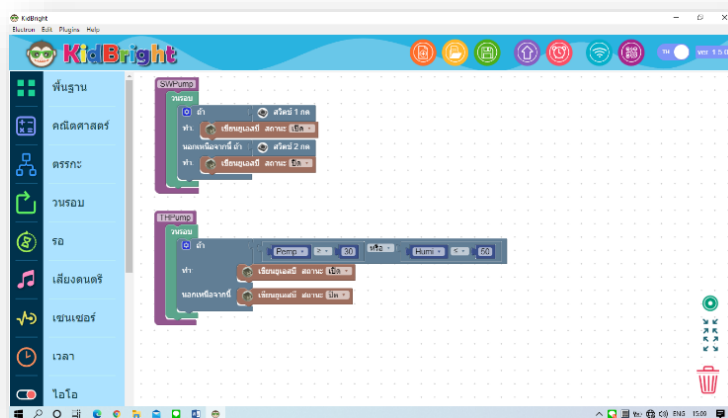 KidBright
Electron Edit Plugins Help
KidBright
TH
พื้นฐาน
คณิตศาสตร์
ตรรกะ
วนรอบ
รอ
เสียงดนตรี
เซนเซอร์
เวลา
ไอโอ
SWPump
วนรอบ
ถ้า สวิตช์ 1 กด
ทำ เขียนยูเอสบี สถานะ เปิด
นอกเหนือจากนี้ ถ้า สวิตช์ 2 กด
ทำ เขียนยูเอสบี สถานะ ปิด
THPump
วนรอบ
ถ้า Pemp ≥ 30 หรือ Humi ≤ 50
ทำ เขียนยูเอสบี สถานะ เปิด
นอกเหนือจากนี้ เขียนยูเอสบี สถานะ ปิด
ENG 15:09